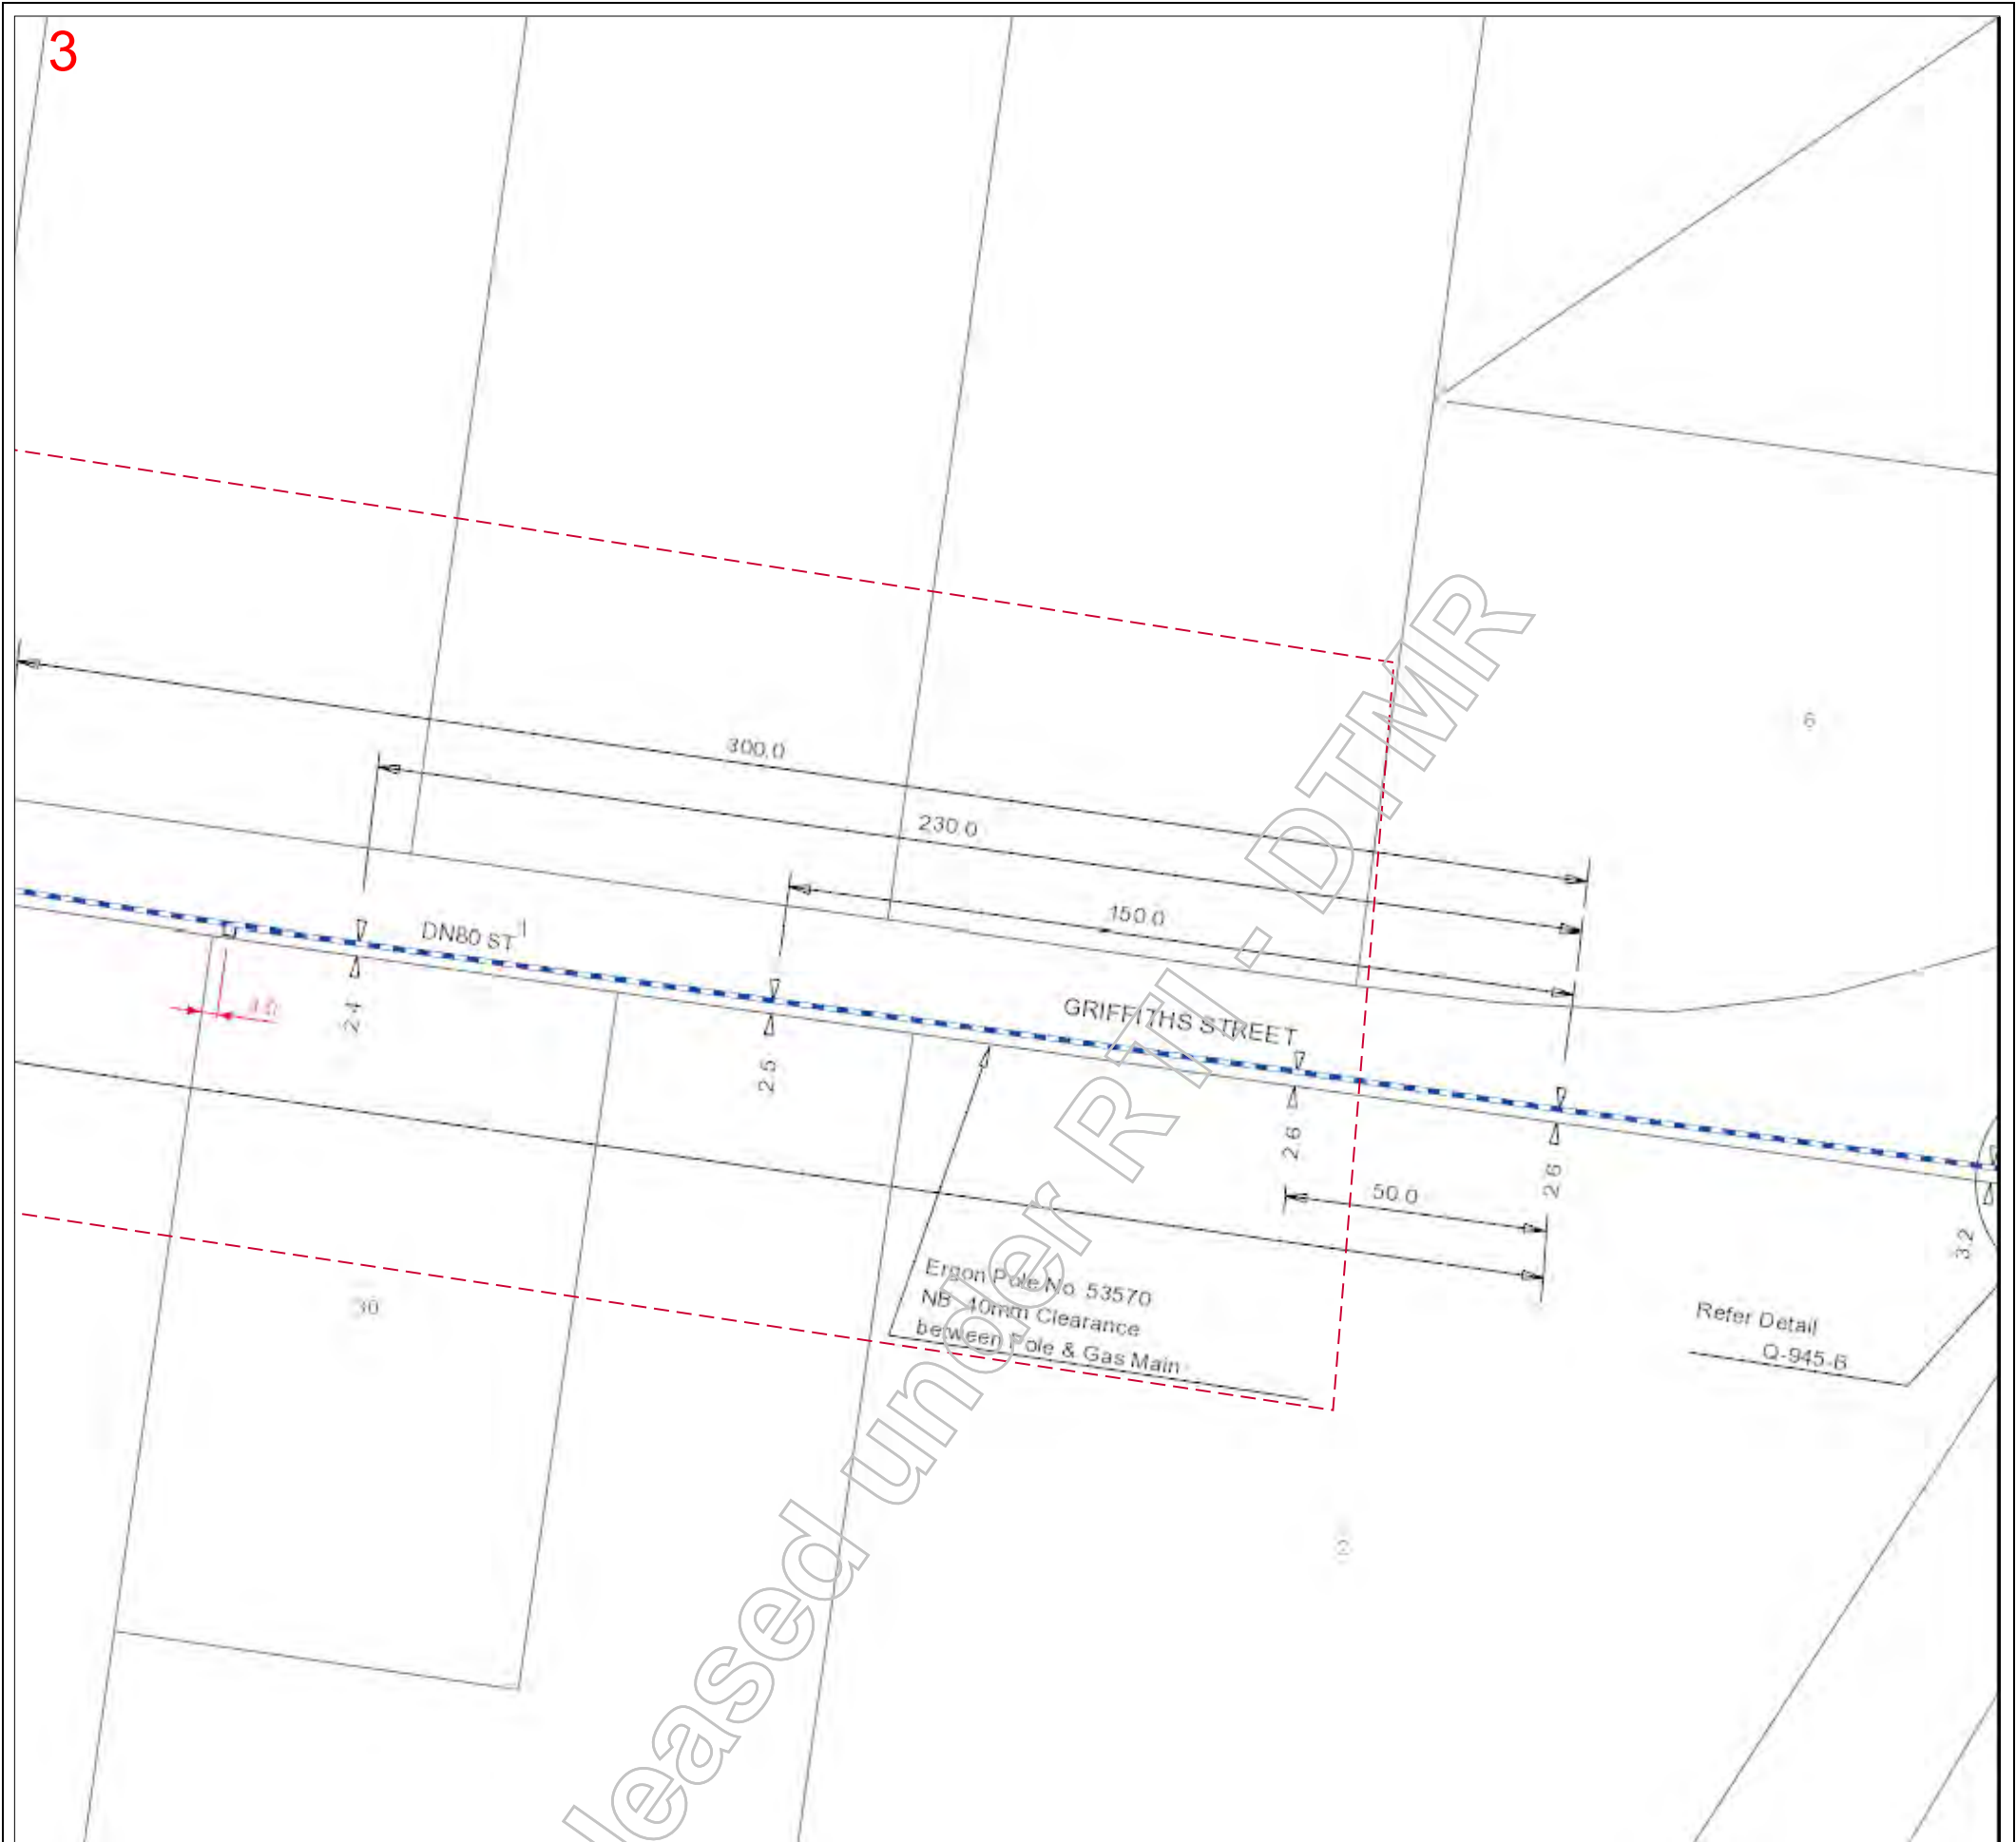 3
300.0
6
230.0
150.0
DN80 ST
GRIFFITHS STREET
2.4
2.5
2.6
2.6
50.0
3.2
Ergon Pole No 53570
NB 40mm Clearance
between Pole & Gas Main
30
Refer Detail
Q-945-B
leased under RTI - DTMR